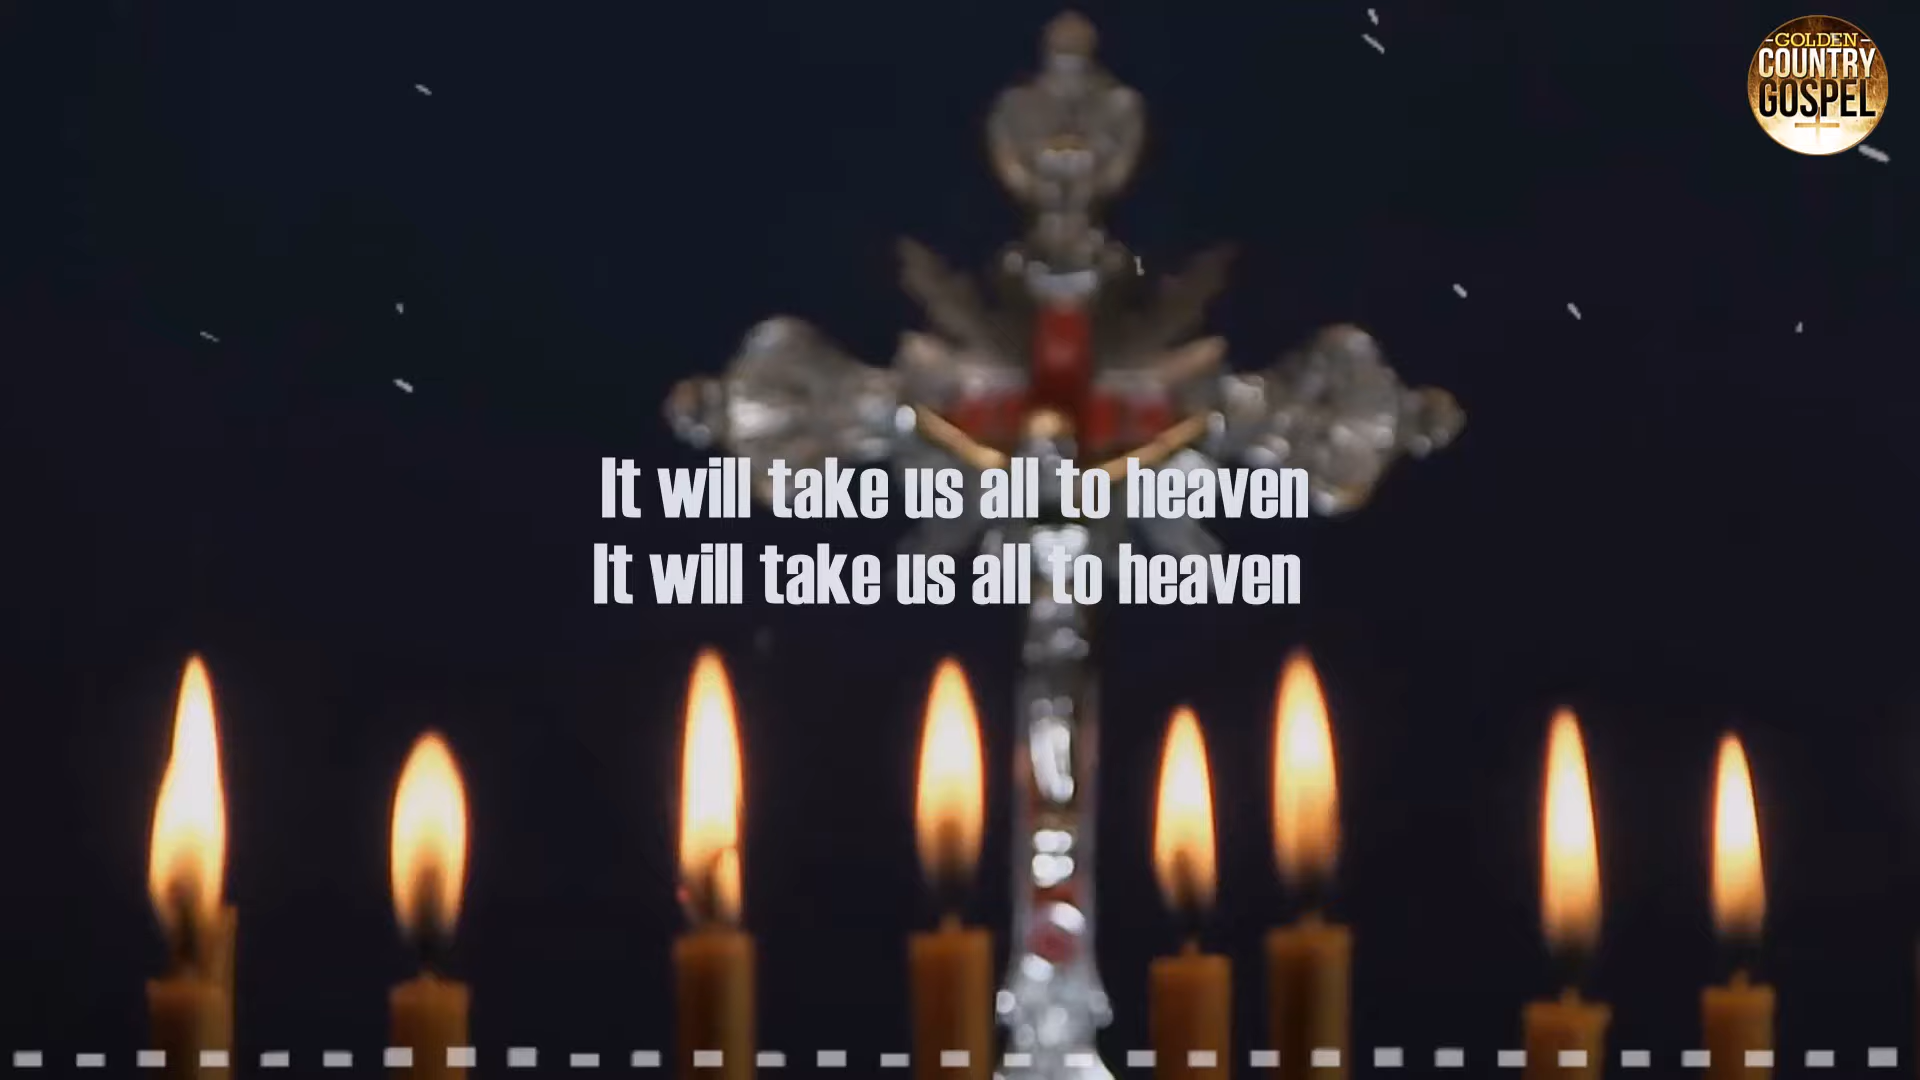 -GOLDEN-
COUNTRY
GOSPEL
It will take us all to heaven
It will take us all to heaven